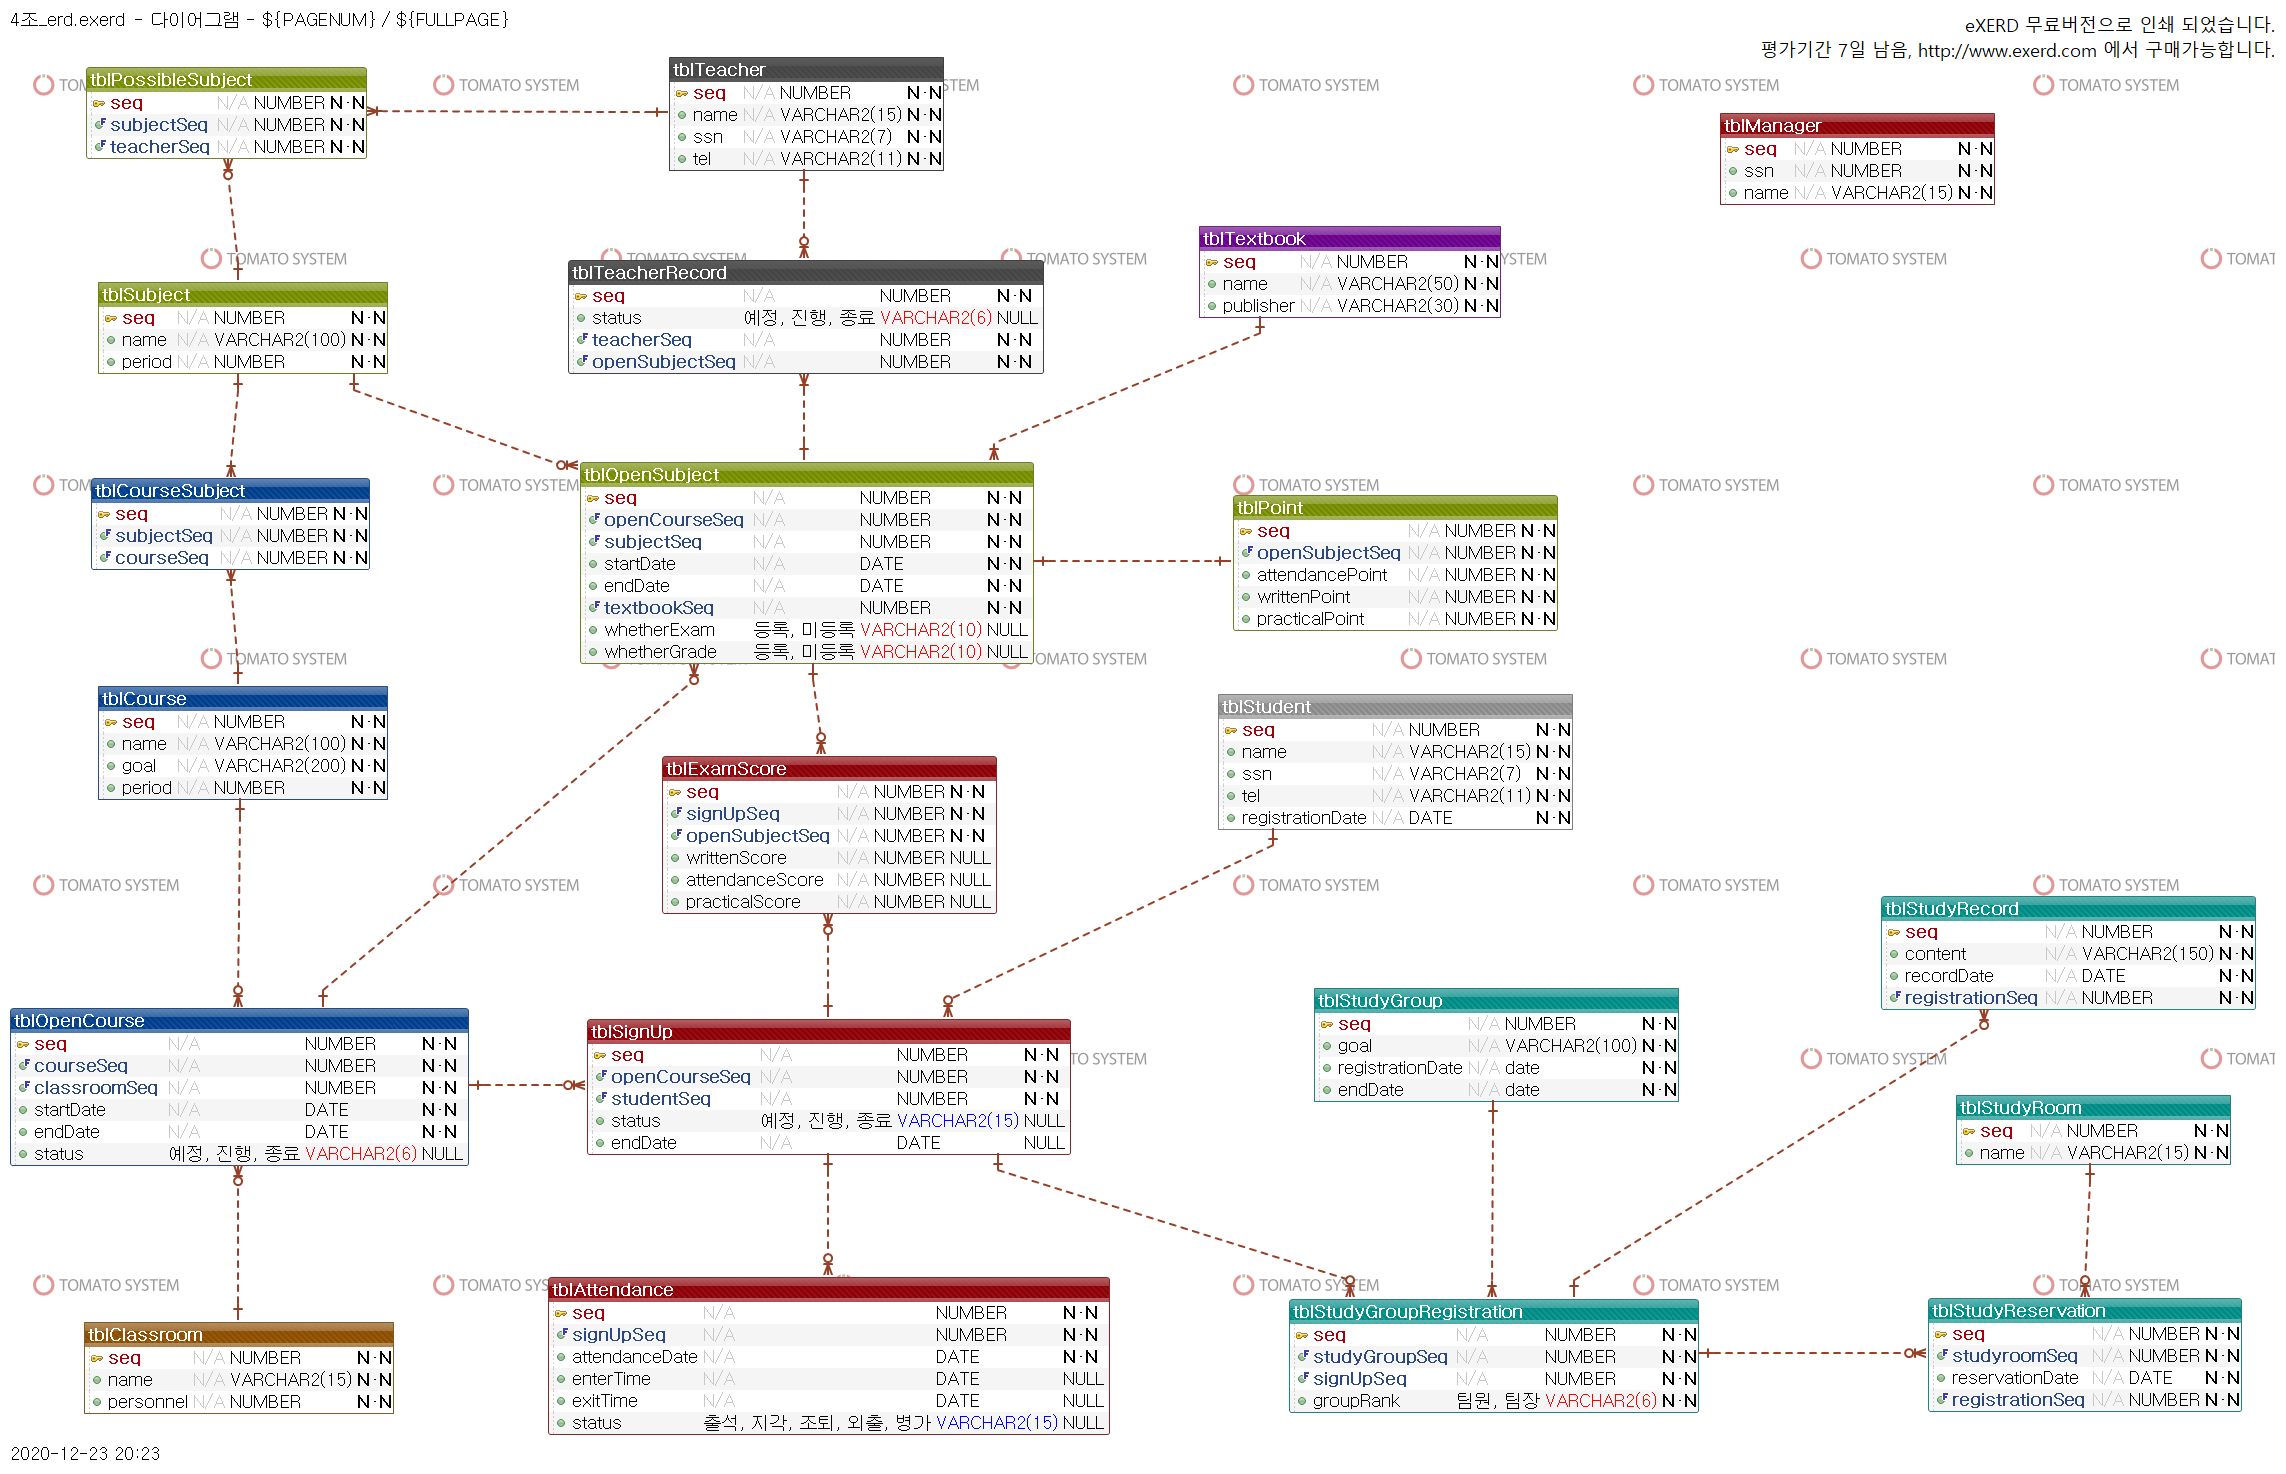 4조_erd.exerd - 다이어그램 - ${PAGENUM} / ${FULLPAGE}
eXERD 무료버전으로 인쇄 되었습니다.
평가기간 7일 남음, http://www.exerd.com 에서 구매가능합니다.
tblPossibleSubject
seq N/A NUMBER N-N
subjectSeq N/A NUMBER N-N
teacherSeq N/A NUMBER N-N
tblTeacher
seq N/A NUMBER N-N
name N/A VARCHAR2(15) N-N
ssn N/A VARCHAR2(7) N-N
tel N/A VARCHAR2(11) N-N
tblManager
seq N/A NUMBER N-N
ssn N/A NUMBER N-N
name N/A VARCHAR2(15) N-N
tblSubject
seq N/A NUMBER N-N
name N/A VARCHAR2(100) N-N
period N/A NUMBER N-N
tblTeacherRecord
seq N/A NUMBER N-N
status 예정, 진행, 종료 VARCHAR2(6) NULL
teacherSeq N/A NUMBER N-N
openSubjectSeq N/A NUMBER N-N
tblTextbook
seq N/A NUMBER N-N
name N/A VARCHAR2(50) N-N
publisher N/A VARCHAR2(30) N-N
tblCourseSubject
seq N/A NUMBER N-N
subjectSeq N/A NUMBER N-N
courseSeq N/A NUMBER N-N
tblOpenSubject
seq N/A NUMBER N-N
openCourseSeq N/A NUMBER N-N
subjectSeq N/A NUMBER N-N
startDate N/A DATE N-N
endDate N/A DATE N-N
textbookSeq N/A NUMBER N-N
whetherExam 등록, 미등록 VARCHAR2(10) NULL
whetherGrade 등록, 미등록 VARCHAR2(10) NULL
tblPoint
seq N/A NUMBER N-N
openSubjectSeq N/A NUMBER N-N
attendancePoint N/A NUMBER N-N
writtenPoint N/A NUMBER N-N
practicalPoint N/A NUMBER N-N
tblCourse
seq N/A NUMBER N-N
name N/A VARCHAR2(100) N-N
goal N/A VARCHAR2(200) N-N
period N/A NUMBER N-N
tblExamScore
seq N/A NUMBER N-N
signUpSeq N/A NUMBER N-N
openSubjectSeq N/A NUMBER N-N
writtenScore N/A NUMBER NULL
attendanceScore N/A NUMBER NULL
practicalScore N/A NUMBER NULL
tblStudent
seq N/A NUMBER N-N
name N/A VARCHAR2(15) N-N
ssn N/A VARCHAR2(7) N-N
tel N/A VARCHAR2(11) N-N
registrationDate N/A DATE N-N
tblStudyRecord
seq N/A NUMBER N-N
content N/A VARCHAR2(150) N-N
recordDate N/A DATE N-N
registrationSeq N/A NUMBER N-N
tblOpenCourse
seq N/A NUMBER N-N
courseSeq N/A NUMBER N-N
classroomSeq N/A NUMBER N-N
startDate N/A DATE N-N
endDate N/A DATE N-N
status 예정, 진행, 종료 VARCHAR2(6) NULL
tblSignUp
seq N/A NUMBER N-N
openCourseSeq N/A NUMBER N-N
studentSeq N/A NUMBER N-N
status 예정, 진행, 종료 VARCHAR2(15) NULL
endDate N/A DATE NULL
tblStudyGroup
seq N/A NUMBER N-N
goal N/A VARCHAR2(100) N-N
registrationDate N/A date N-N
endDate N/A date N-N
tblStudyRoom
seq N/A NUMBER N-N
name N/A VARCHAR2(15) N-N
tblClassroom
seq N/A NUMBER N-N
name N/A VARCHAR2(15) N-N
personnel N/A NUMBER N-N
tblAttendance
seq N/A NUMBER N-N
signUpSeq N/A NUMBER N-N
attendanceDate N/A DATE N-N
enterTime N/A DATE NULL
exitTime N/A DATE NULL
status 출석, 지각, 조퇴, 외출, 병가 VARCHAR2(15) NULL
tblStudyGroupRegistration
seq N/A NUMBER N-N
studyGroupSeq N/A NUMBER N-N
signUpSeq N/A NUMBER N-N
groupRank 팀원, 팀장 VARCHAR2(6) N-N
tblStudyReservation
seq N/A NUMBER N-N
studyroomSeq N/A NUMBER N-N
reservationDate N/A DATE N-N
registrationSeq N/A NUMBER N-N
2020-12-23 20:23
TOMATO SYSTEM